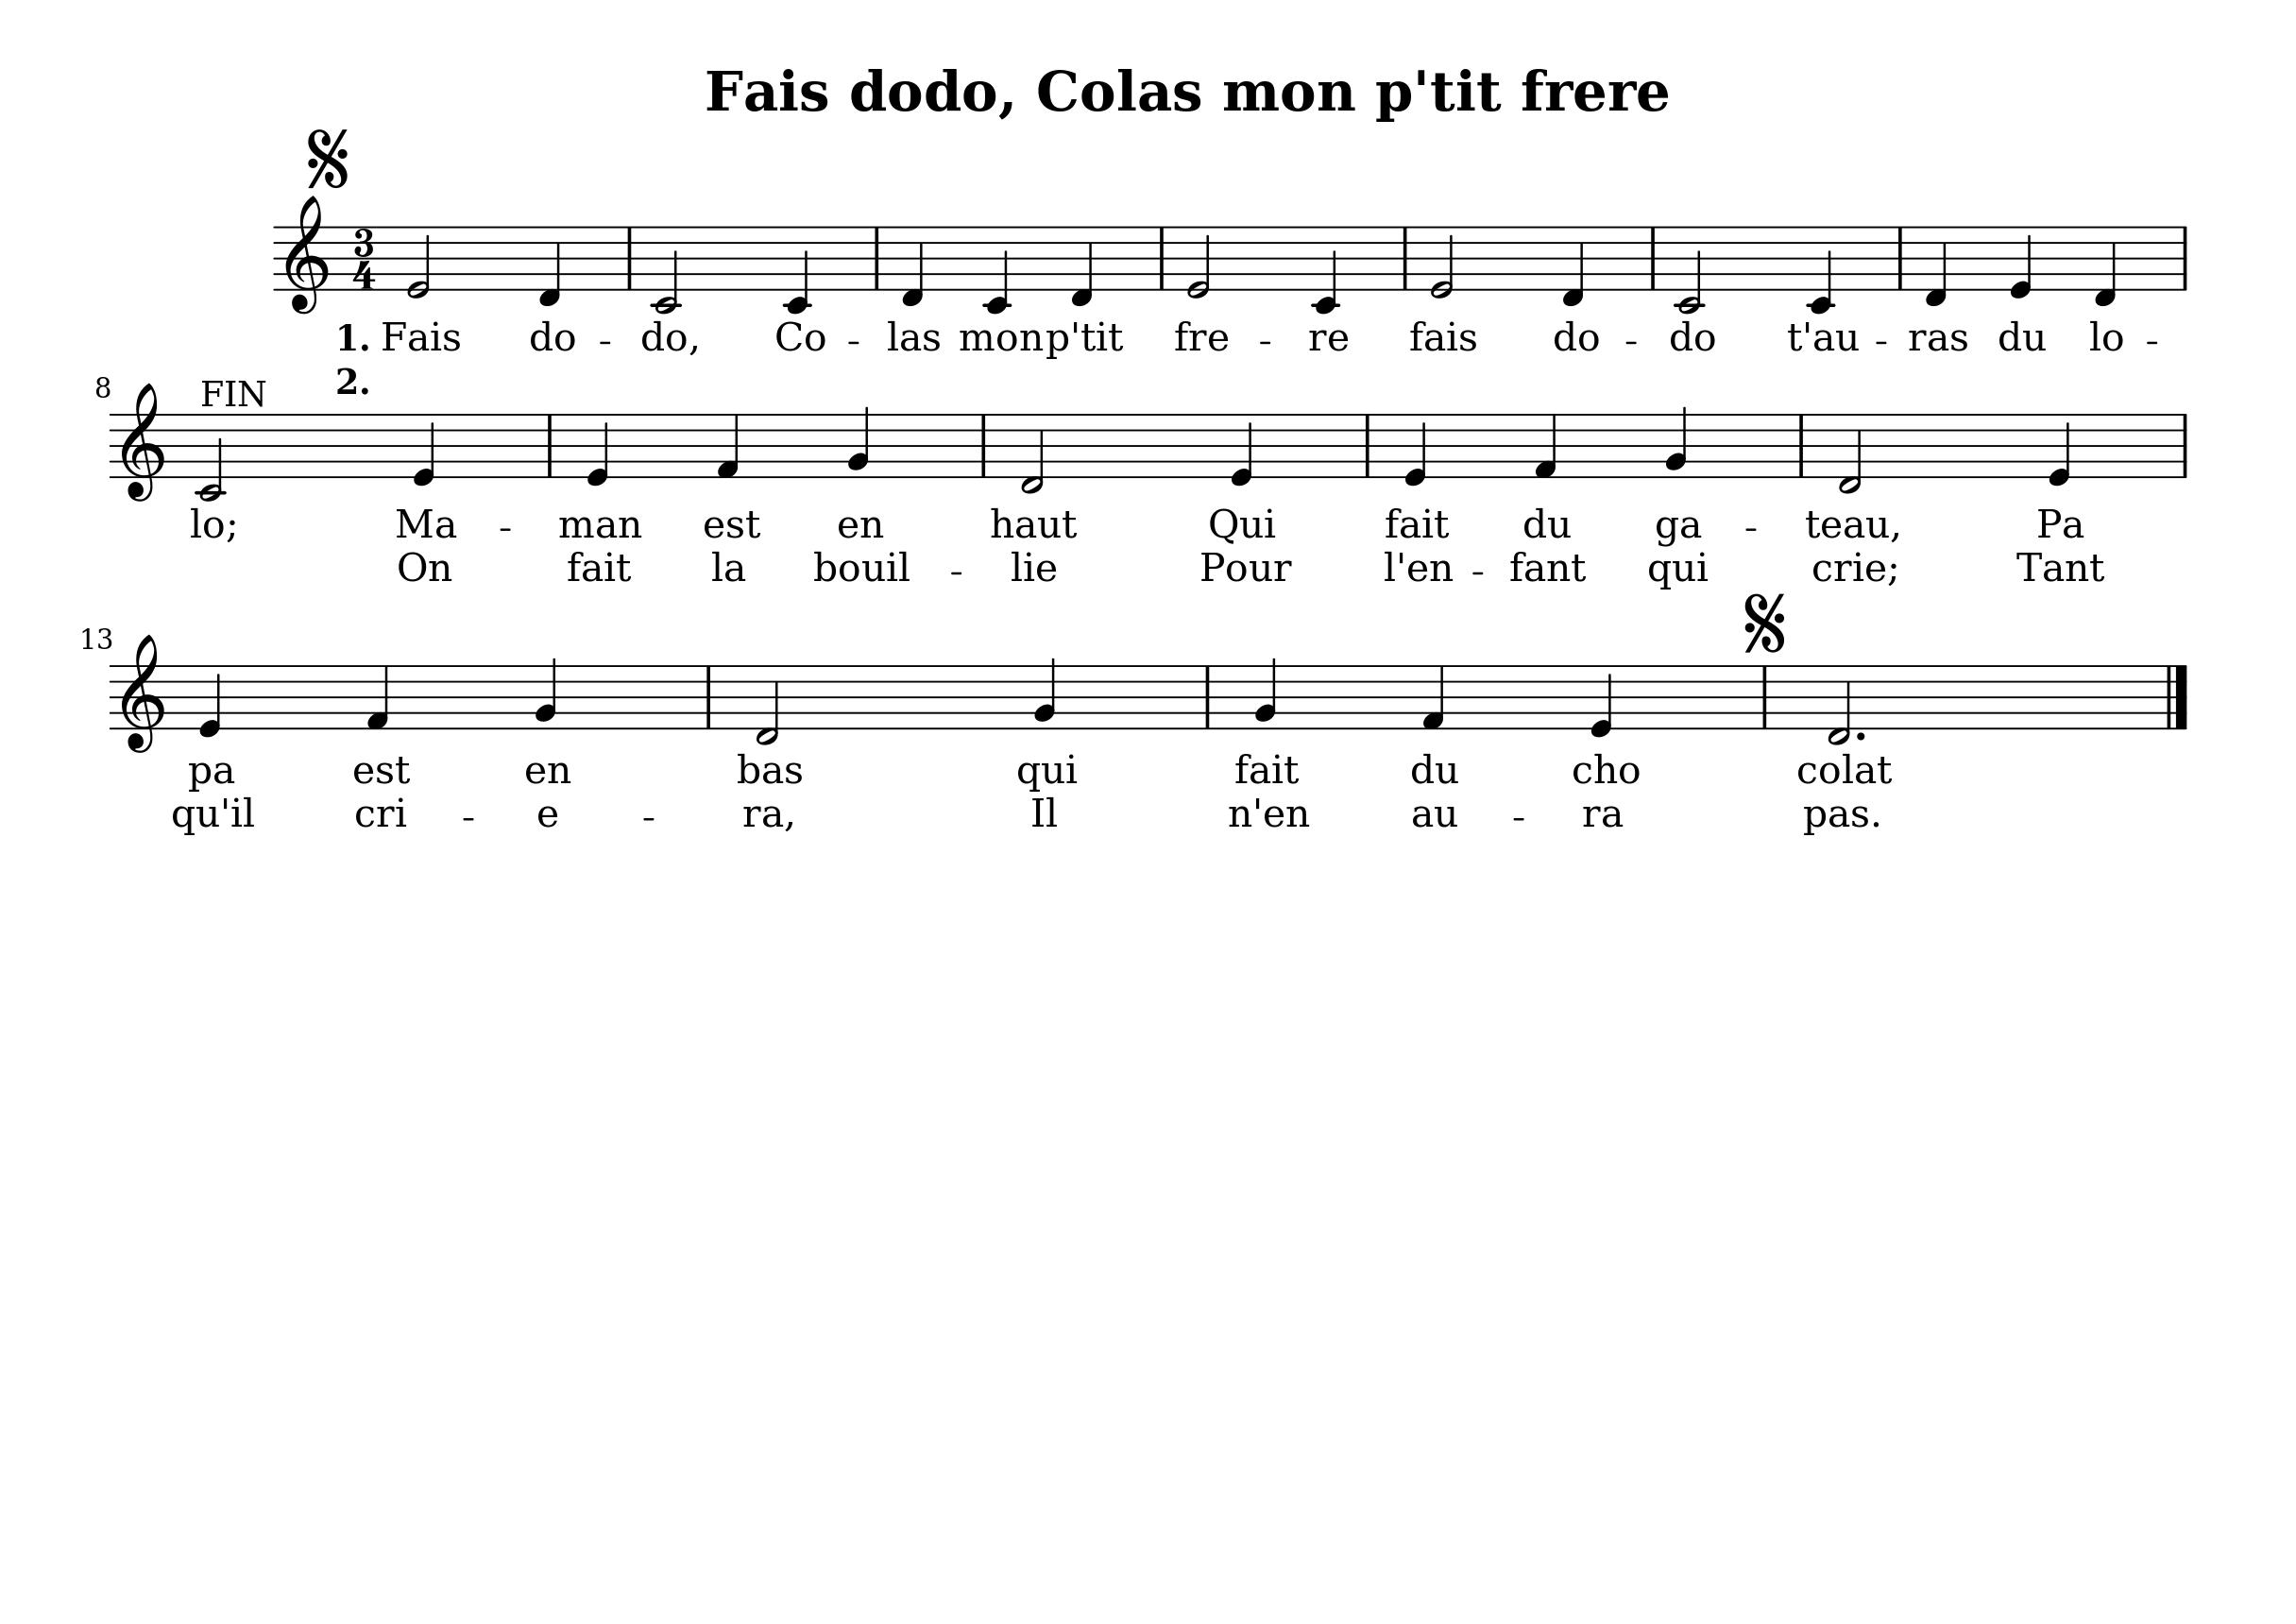 Fais dodo, Colas mon p'tit frere
3
4
1. Fais do - do, Co - las mon p'tit fre - re fais do - do t'au - ras du lo -
2.
8 FIN
lo; Ma - man est en haut Qui fait du ga - teau, Pa
On fait la bouil - lie Pour l'en - fant qui crie; Tant
13
pa est en bas qui fait du cho colat
qu'il cri - e - ra, Il n'en au - ra pas.